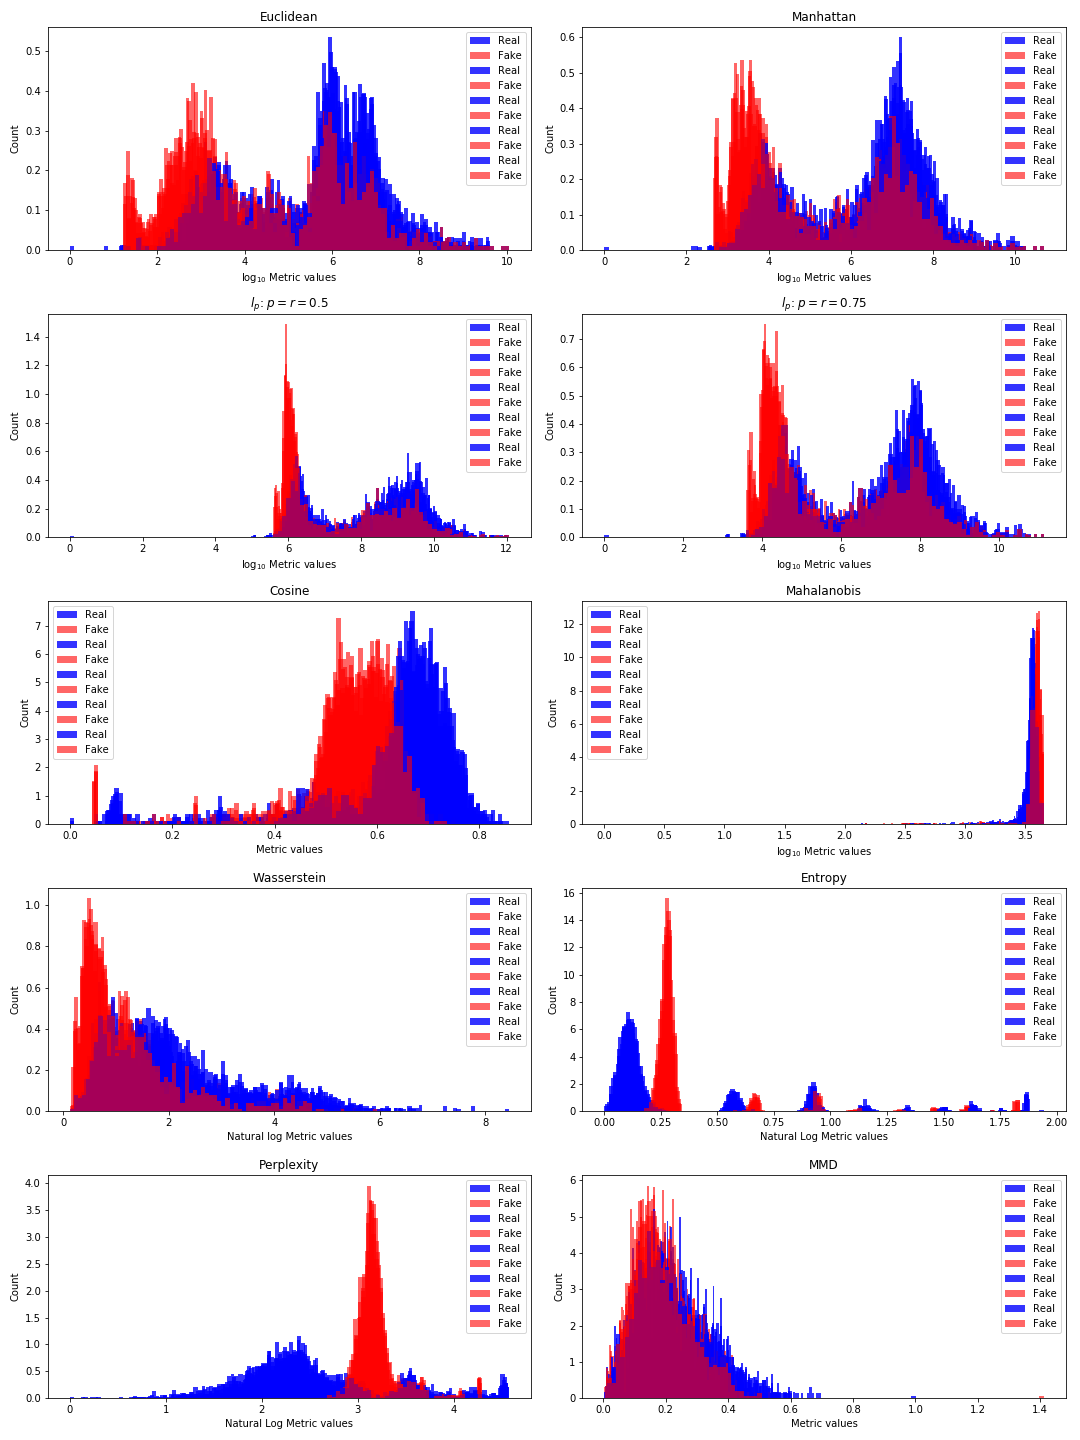 Euclidean
Count
0.0
0.1
0.2
0.3
0.4
0.5
0 2 4 6 8 10
log10 Metric values
Real
Fake
Real
Fake
Real
Fake
Real
Fake
Real
Fake
Manhattan
Count
0.0
0.1
0.2
0.3
0.4
0.5
0.6
0 2 4 6 8 10
log10 Metric values
Real
Fake
Real
Fake
Real
Fake
Real
Fake
Real
Fake
lp: p = r = 0.5
Count
0.0
0.2
0.4
0.6
0.8
1.0
1.2
1.4
0 2 4 6 8 10 12
log10 Metric values
Real
Fake
Real
Fake
Real
Fake
Real
Fake
Real
Fake
lp: p = r = 0.75
Count
0.0
0.1
0.2
0.3
0.4
0.5
0.6
0.7
0 2 4 6 8 10
log10 Metric values
Real
Fake
Real
Fake
Real
Fake
Real
Fake
Real
Fake
Cosine
Count
0
1
2
3
4
5
6
7
0.0 0.2 0.4 0.6 0.8
Metric values
Real
Fake
Real
Fake
Real
Fake
Real
Fake
Real
Fake
Mahalanobis
Count
0
2
4
6
8
10
12
0.0 0.5 1.0 1.5 2.0 2.5 3.0 3.5
log10 Metric values
Real
Fake
Real
Fake
Real
Fake
Real
Fake
Real
Fake
Wasserstein
Count
0.0
0.2
0.4
0.6
0.8
1.0
0 2 4 6 8
Natural log Metric values
Real
Fake
Real
Fake
Real
Fake
Real
Fake
Real
Fake
Entropy
Count
0
2
4
6
8
10
12
14
16
0.00 0.25 0.50 0.75 1.00 1.25 1.50 1.75 2.00
Natural Log Metric values
Real
Fake
Real
Fake
Real
Fake
Real
Fake
Real
Fake
Perplexity
Count
0.0
0.5
1.0
1.5
2.0
2.5
3.0
3.5
4.0
0 1 2 3 4
Natural Log Metric values
Real
Fake
Real
Fake
Real
Fake
Real
Fake
Real
Fake
MMD
Count
0
1
2
3
4
5
6
0.0 0.2 0.4 0.6 0.8 1.0 1.2 1.4
Metric values
Real
Fake
Real
Fake
Real
Fake
Real
Fake
Real
Fake